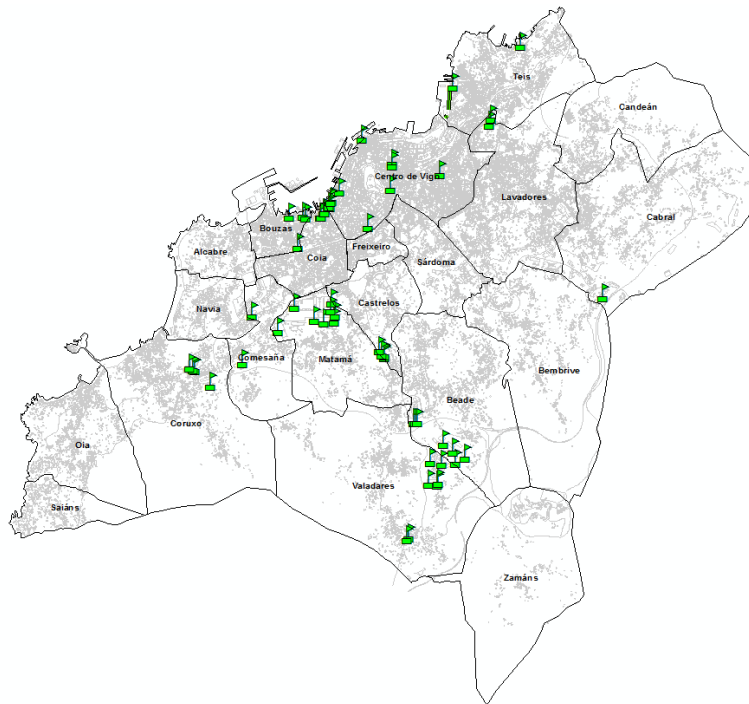 Teis
Candeán
Centro de Vigo
Lavadores
Cabral
Bouzas
Freixeiro
Alcabre
Coia
Sárdoma
Navia
Castrelos
Comesaña
Matamá
Bembrive
Beade
Coruxo
Oia
Valadares
Saiáns
Zamáns